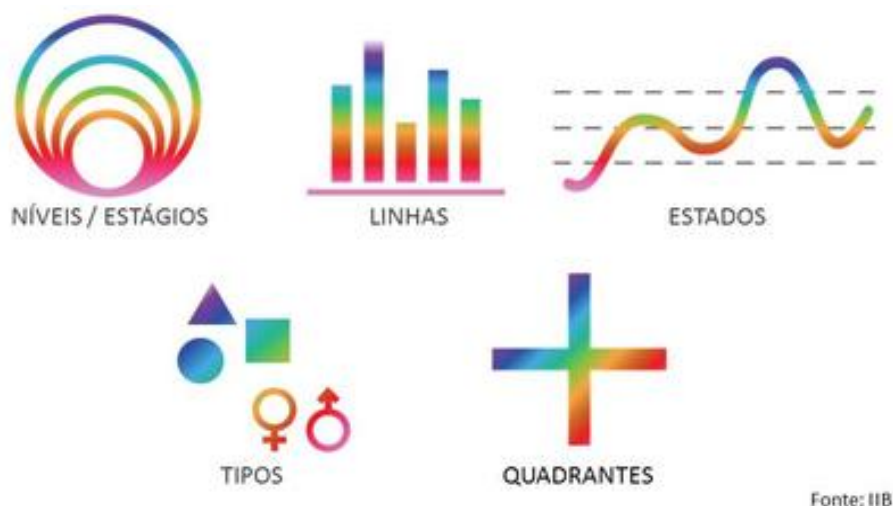 NÍVEIS / ESTÁGIOS
LINHAS
ESTADOS
TIPOS
QUADRANTES
Fonte: IIB